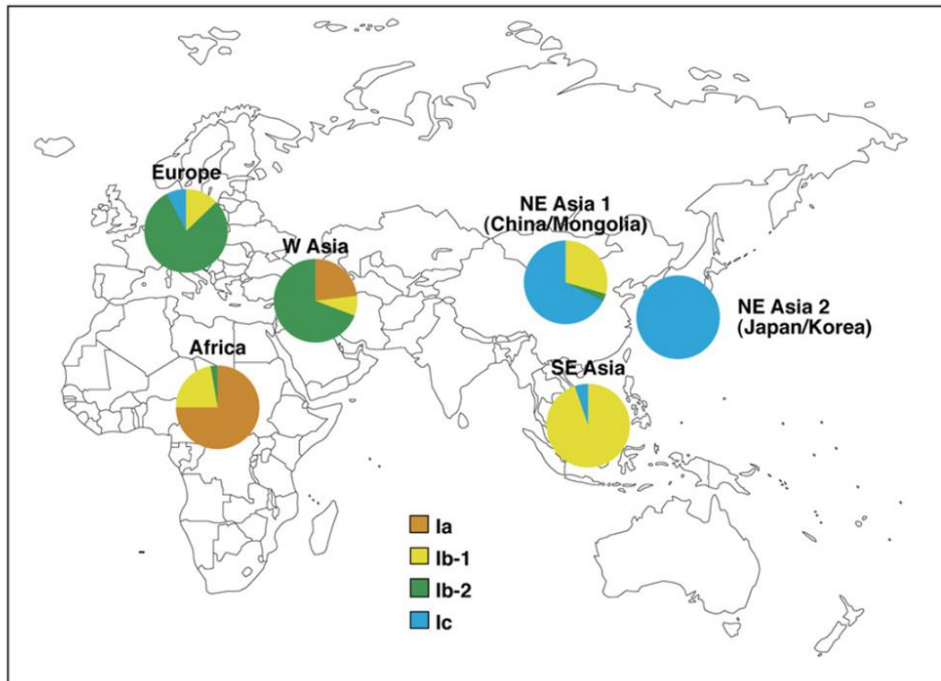 Europe
W Asia
Africa
NE Asia 1
(China/Mongolia)
NE Asia 2
(Japan/Korea)
SE Asia
Ia
Ib-1
Ib-2
Ic